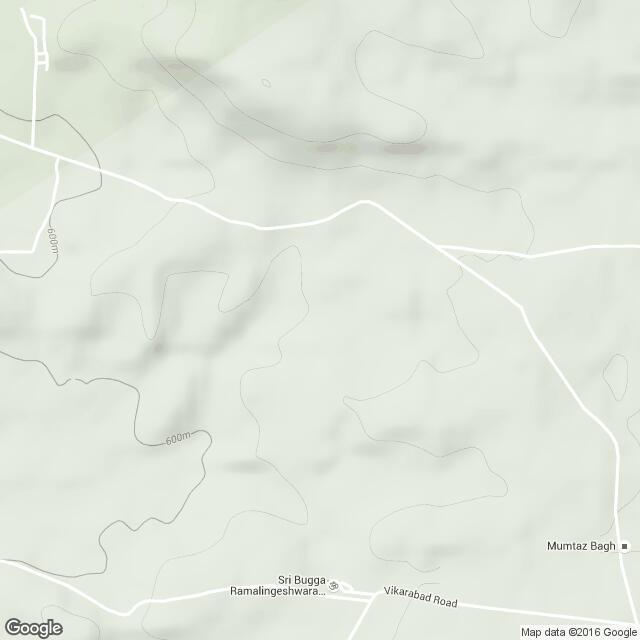 600m
600m
Mumtaz Bagh
Sri Bugga
Ramalingeshwara...
Vikarabad Road
Google
Map data ©2016 Google